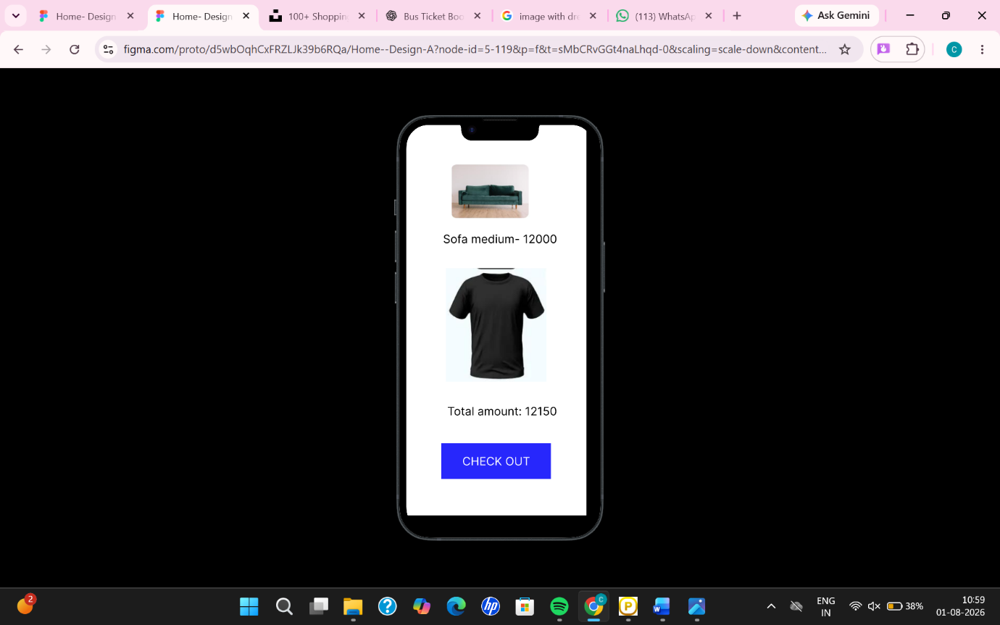 Home- Design
Home- Design
100+ Shoppin
Bus Ticket Boo
image with dre
(113) WhatsAp
Ask Gemini
figma.com/proto/d5wbOqhCxFRZLJk39b6RQa/Home--Design-A?node-id=5-119&p=f&t=sMbCRvGGt4naLhqd-0&scaling=scale-down&content...
C
Sofa medium- 12000
Total amount: 12150
CHECK OUT
2
hp
C
P
W
ENG
IN
38%
10:59
01-08-2026